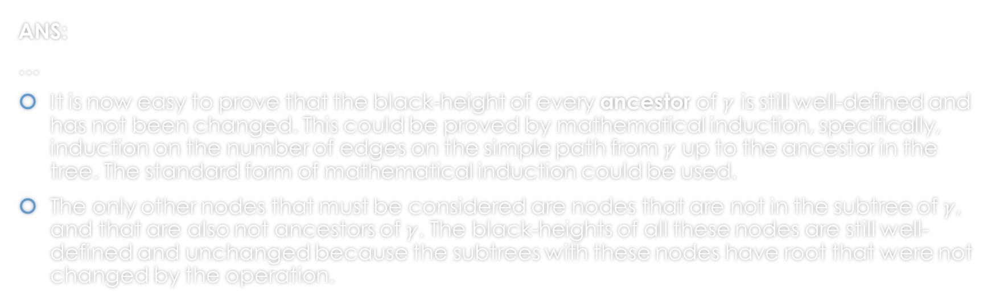 ANS:
…
It is now easy to prove that the black-height of every ancestor of γ is still well-defined and
has not been changed. This could be proved by mathematical induction, specifically,
induction on the number of edges on the simple path from γ up to the ancestor in the
tree. The standard form of mathematical induction could be used.
The only other nodes that must be considered are nodes that are not in the subtree of γ,
and that are also not ancestors of γ. The black-heights of all these nodes are still well-
defined and unchanged because the subtrees with these nodes have root that were not
changed by the operation.